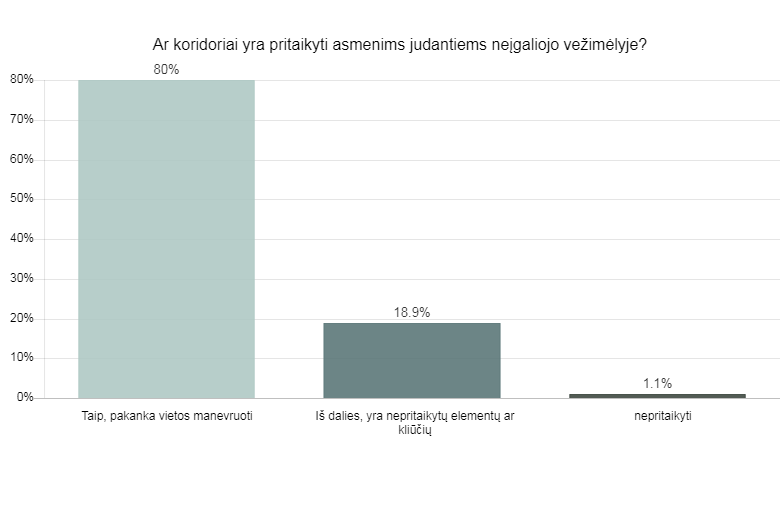 Ar koridoriai yra pritaikyti asmenims judantiems neįgaliojo vežimėlyje?
80%
80%
70%
60%
50%
40%
30%
20%
18.9%
10%
1.1%
0%
Taip, pakanka vietos manevruoti
Iš dalies, yra nepritaikytų elementų ar
kliūčių
nepritaikyti